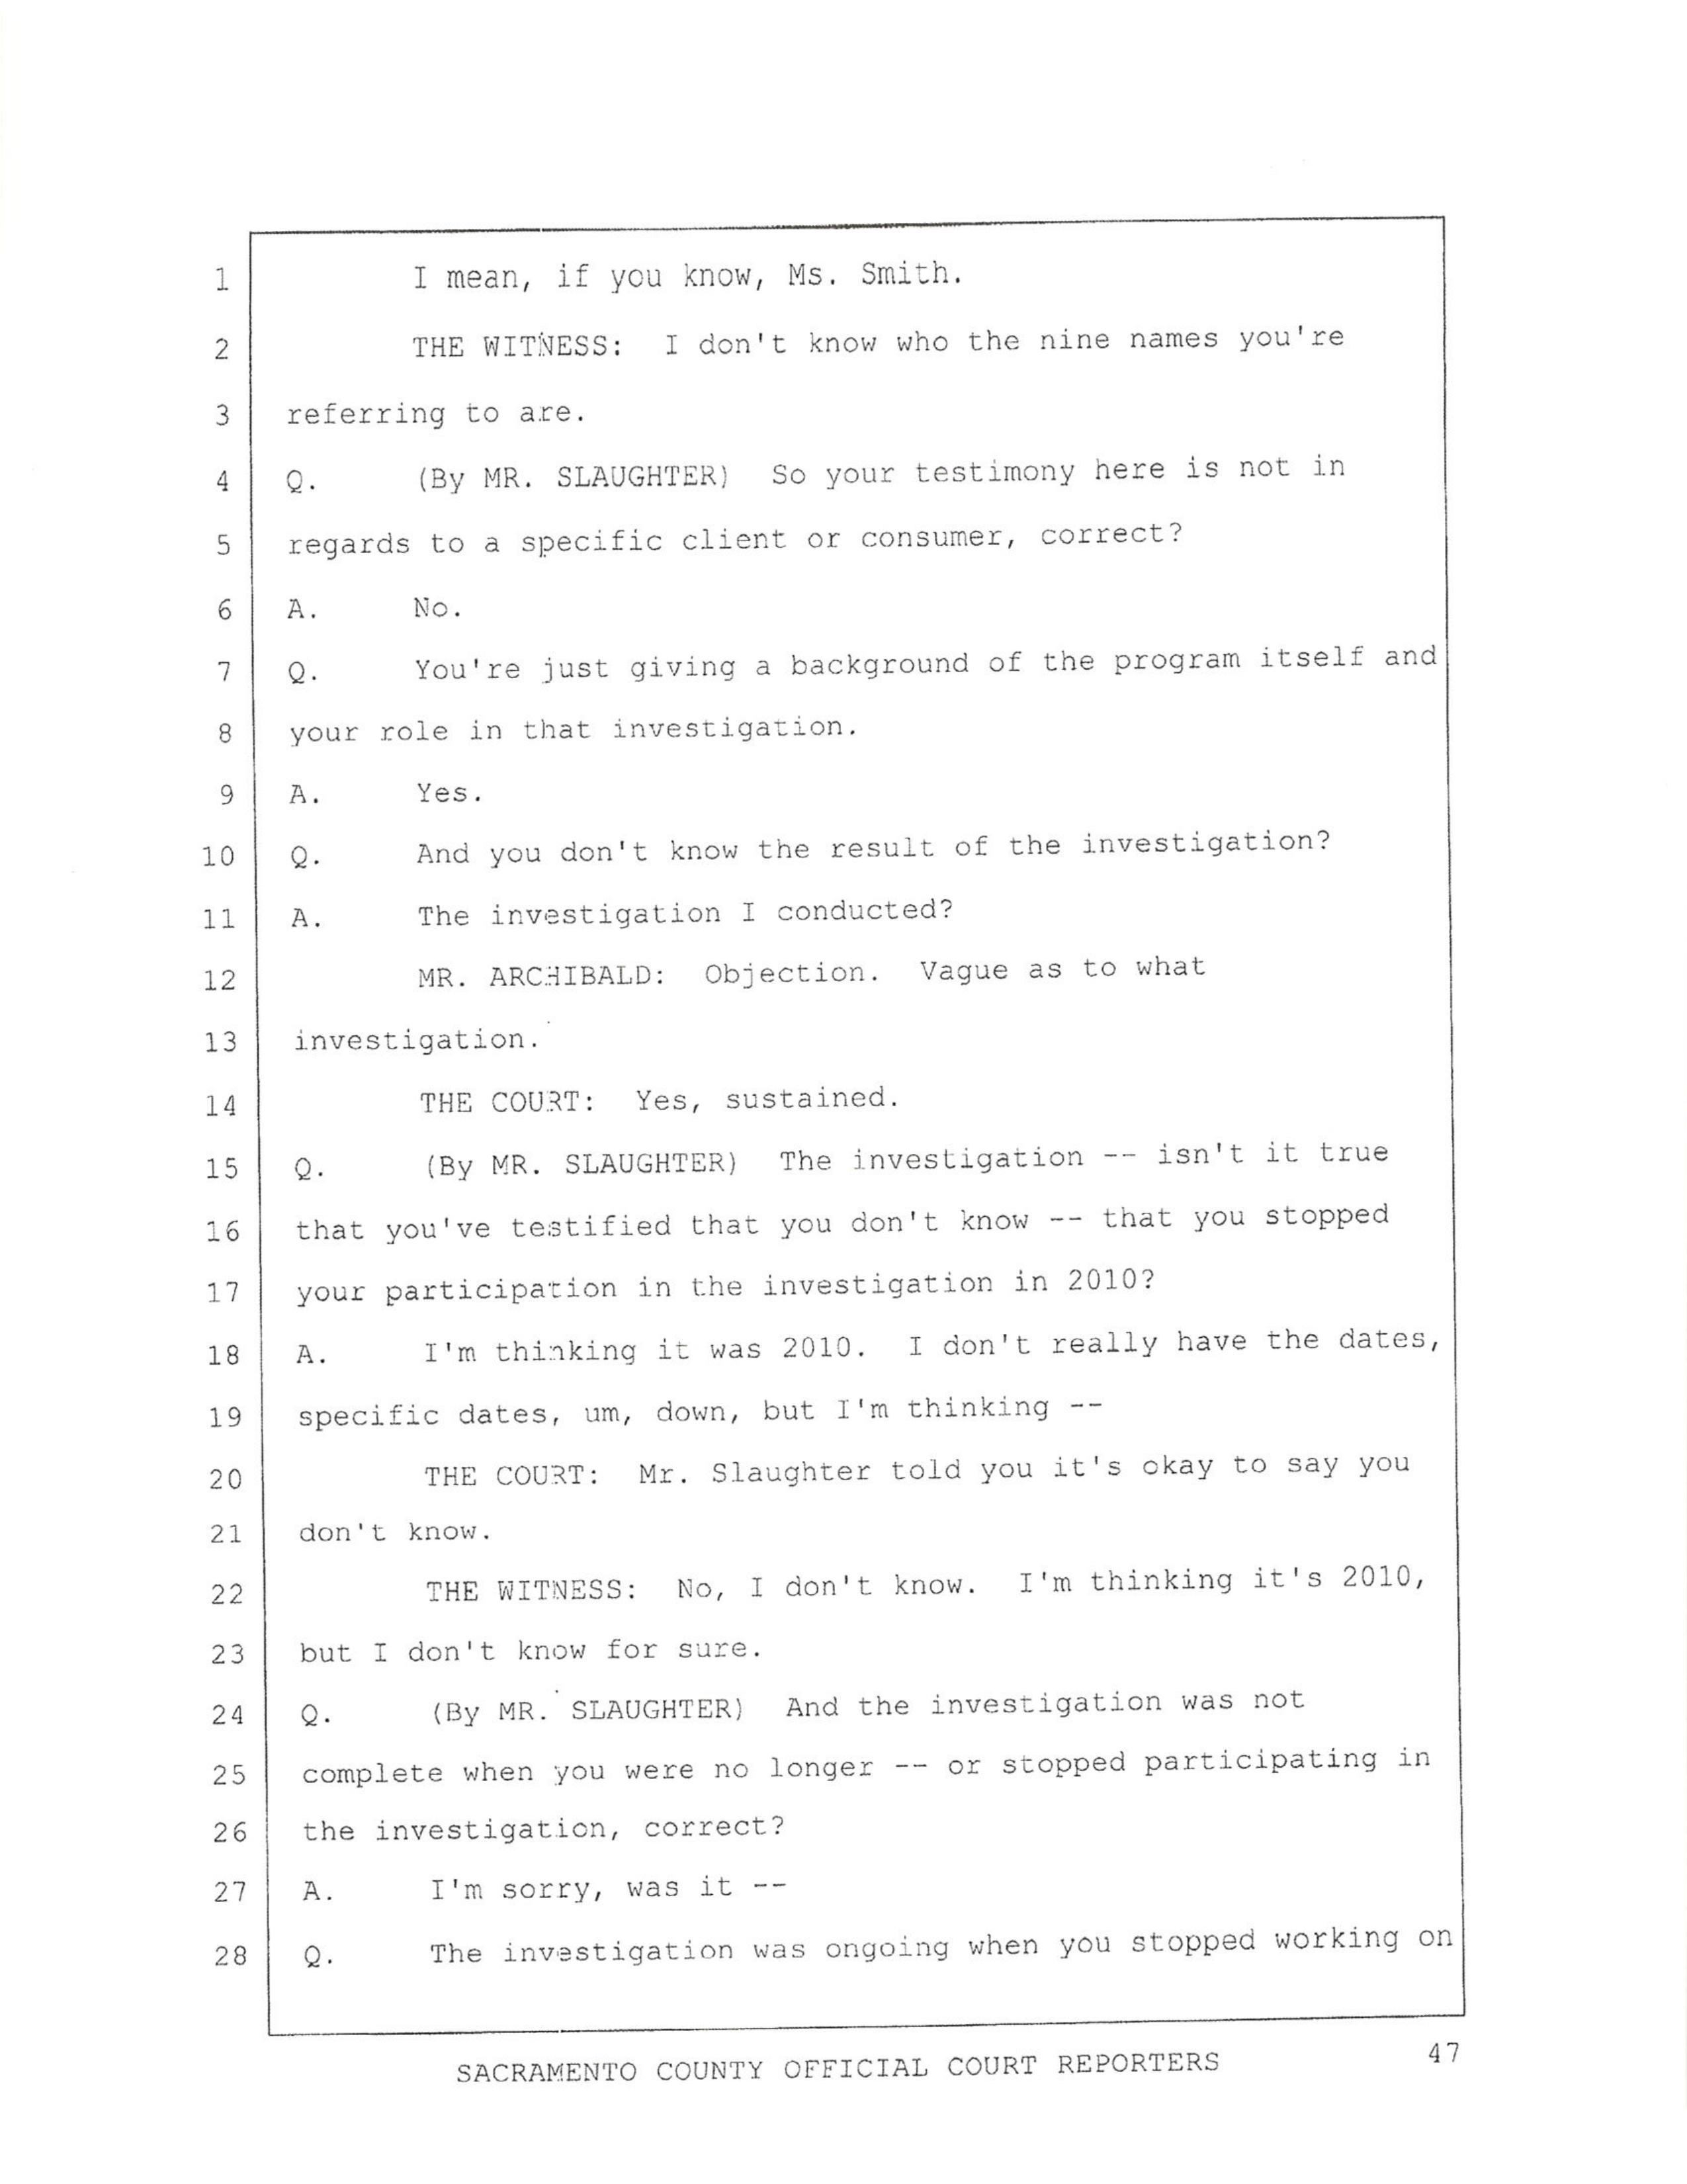 1 I mean, if you know, Ms. Smith.
2 THE WITNESS: I don't know who the nine names you're
3 referring to are.
4 Q. (By MR. SLAUGHTER) So your testimony here is not in
5 regards to a specific client or consumer, correct?
6 A. No.
7 Q. You're just giving a background of the program itself and
8 your role in that investigation.
9 A. Yes.
10 Q. And you don't know the result of the investigation?
11 A. The investigation I conducted?
12 MR. ARCHIBALD: Objection. Vague as to what
13 investigation.
14 THE COURT: Yes, sustained.
15 Q. (By MR. SLAUGHTER) The investigation -- isn't it true
16 that you've testified that you don't know -- that you stopped
17 your participation in the investigation in 2010?
18 A. I'm thinking it was 2010. I don't really have the dates,
19 specific dates, um, down, but I'm thinking --
20 THE COURT: Mr. Slaughter told you it's okay to say you
21 don't know.
22 THE WITNESS: No, I don't know. I'm thinking it's 2010,
23 but I don't know for sure.
24 Q. (By MR. SLAUGHTER) And the investigation was not
25 complete when you were no longer -- or stopped participating in
26 the investigation, correct?
27 A. I'm sorry, was it --
28 Q. The investigation was ongoing when you stopped working on
SACRAMENTO COUNTY OFFICIAL COURT REPORTERS 47